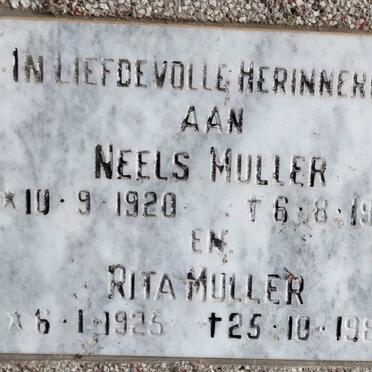 IN LIEFDEVOLLE HERINNER
AAN
NEELS MULLER
* 10 · 9 · 1920 † 6 · 8 · 19
EN
RITA MULLER
* 6 · 1 · 1925 † 25 · 10 · 198